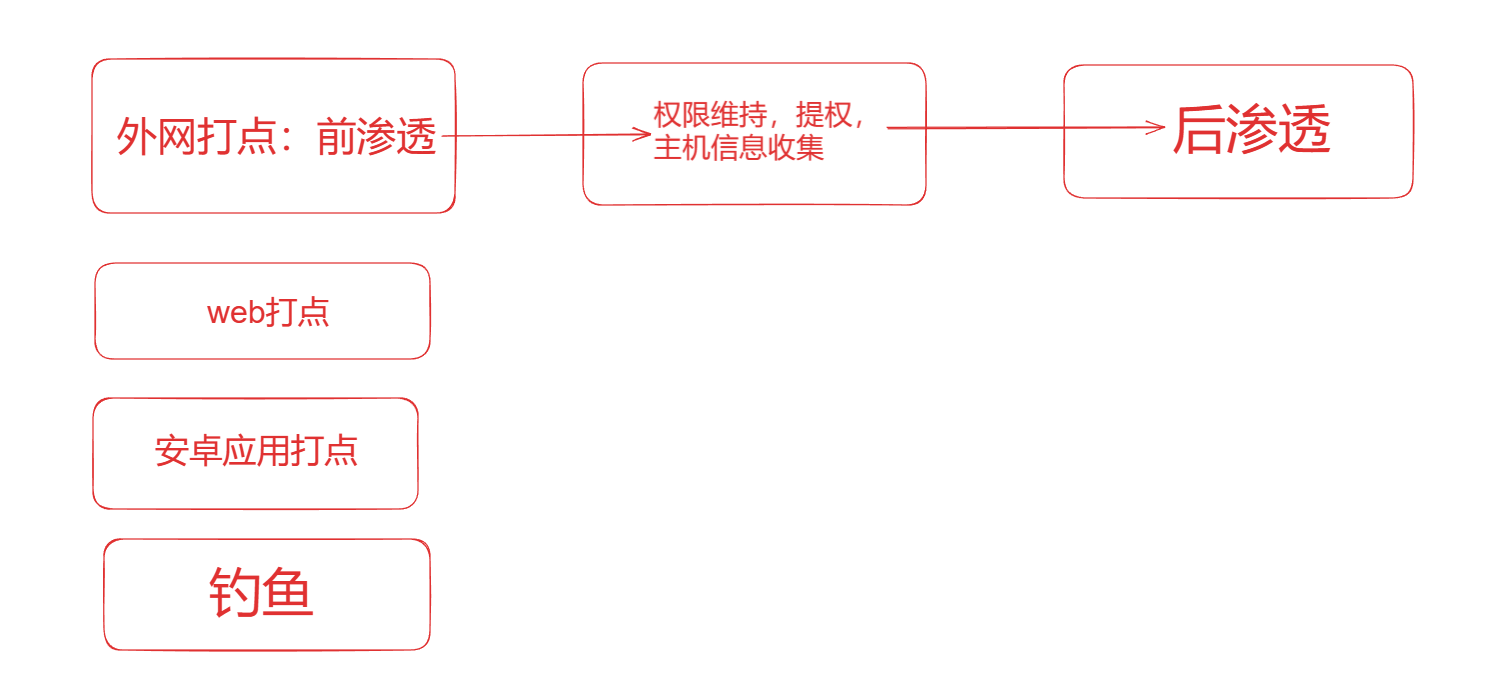 外网打点：前渗透
权限维持，提权，
主机信息收集
后渗透
web打点
安卓应用打点
钓鱼